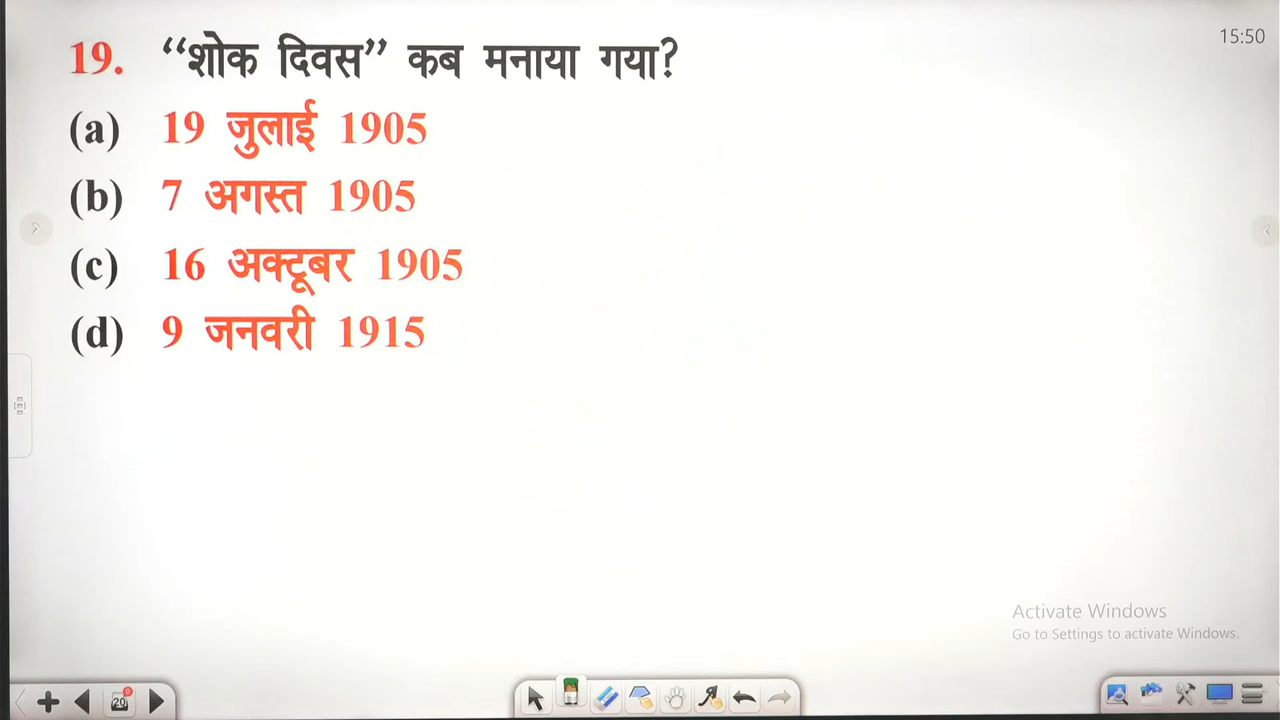 15:50
19. “शोक दिवस” कब मनाया गया?
(a) 19 जुलाई 1905
(b) 7 अगस्त 1905
(c) 16 अक्टूबर 1905
(d) 9 जनवरी 1915
Activate Windows
Go to Settings to activate Windows.
20
0